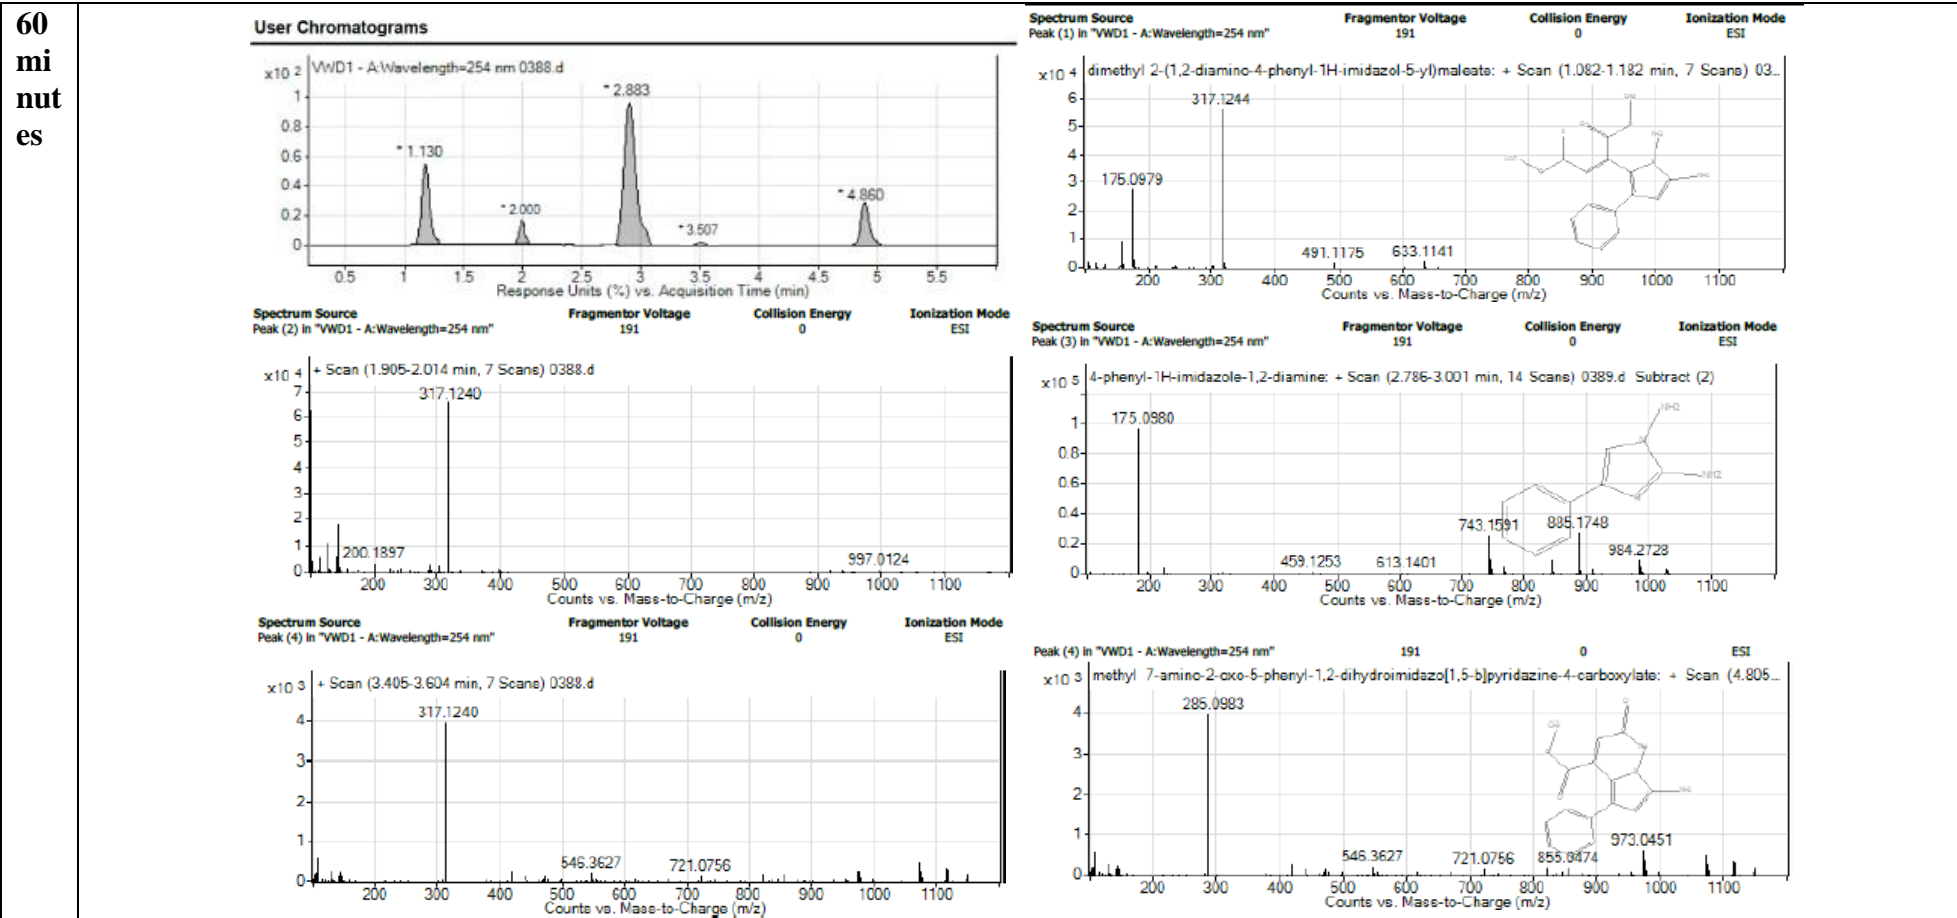 60
mi
nut
es
User Chromatograms
x10 2
VWD1 - A:Wavelength=254 nm 0388.d
1
0.8
0.6
0.4
0.2
0
* 1.130
* 2.000
* 2.883
* 3.507
* 4.860
0.5 1 1.5 2 2.5 3 3.5 4 4.5 5 5.5
Response Units (%) vs. Acquisition Time (min)
Spectrum Source Fragmentor Voltage Collision Energy Ionization Mode
Peak (1) in "VWD1 - A:Wavelength=254 nm" 191 0 ESI
x10 4
dimethyl 2-(1,2-diamino-4-phenyl-1H-imidazol-5-yl)maleate: + Scan (1.082-1.182 min, 7 Scans) 03...
6
5
4
3
2
1
0
317.1244
175.0979
491.1175
633.1141
200 300 400 500 600 700 800 900 1000 1100
Counts vs. Mass-to-Charge (m/z)
Spectrum Source Fragmentor Voltage Collision Energy Ionization Mode
Peak (2) in "VWD1 - A:Wavelength=254 nm" 191 0 ESI
x10 4
+ Scan (1.905-2.014 min, 7 Scans) 0388.d
7
6
5
4
3
2
1
0
317.1240
200.1897
997.0124
200 300 400 500 600 700 800 900 1000 1100
Counts vs. Mass-to-Charge (m/z)
Spectrum Source Fragmentor Voltage Collision Energy Ionization Mode
Peak (3) in "VWD1 - A:Wavelength=254 nm" 191 0 ESI
x10 5
4-phenyl-1H-imidazole-1,2-diamine: + Scan (2.786-3.001 min, 14 Scans) 0389.d Subtract (2)
1
0.8
0.6
0.4
0.2
0
175.0980
NH2
NH2
743.1591
885.1748
459.1253
613.1401
984.2728
200 300 400 500 600 700 800 900 1000 1100
Counts vs. Mass-to-Charge (m/z)
Spectrum Source Fragmentor Voltage Collision Energy Ionization Mode
Peak (4) in "VWD1 - A:Wavelength=254 nm" 191 0 ESI
x10 3
+ Scan (3.405-3.604 min, 7 Scans) 0388.d
4
3
2
1
0
317.1240
546.3627
721.0756
200 300 400 500 600 700 800 900 1000 1100
Counts vs. Mass-to-Charge (m/z)
Peak (4) in "VWD1 - A:Wavelength=254 nm" 191 0 ESI
x10 3
methyl 7-amino-2-oxo-5-phenyl-1,2-dihydroimidazo[1,5-b]pyridazine-4-carboxylate: + Scan (4.805...
4
3
2
1
0
285.0983
546.3627
721.0756
855.0474
973.0451
200 300 400 500 600 700 800 900 1000 1100
Counts vs. Mass-to-Charge (m/z)